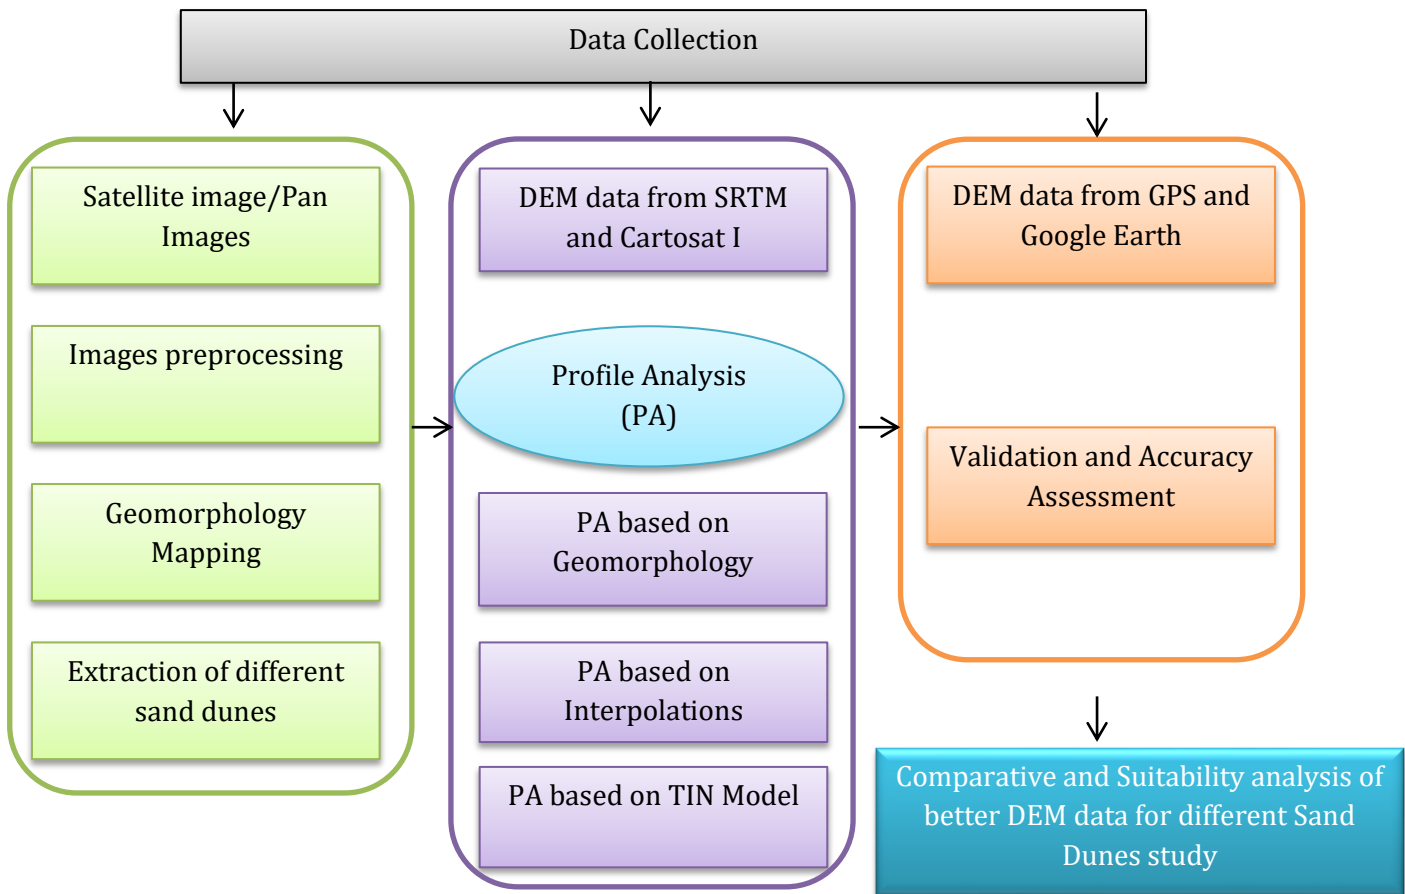 Data Collection
Satellite image/Pan
Images
Images preprocessing
Geomorphology
Mapping
Extraction of different
sand dunes
DEM data from SRTM
and Cartosat I
Profile Analysis
(PA)
PA based on
Geomorphology
PA based on
Interpolations
PA based on TIN Model
DEM data from GPS and
Google Earth
Validation and Accuracy
Assessment
Comparative and Suitability analysis of
better DEM data for different Sand
Dunes study